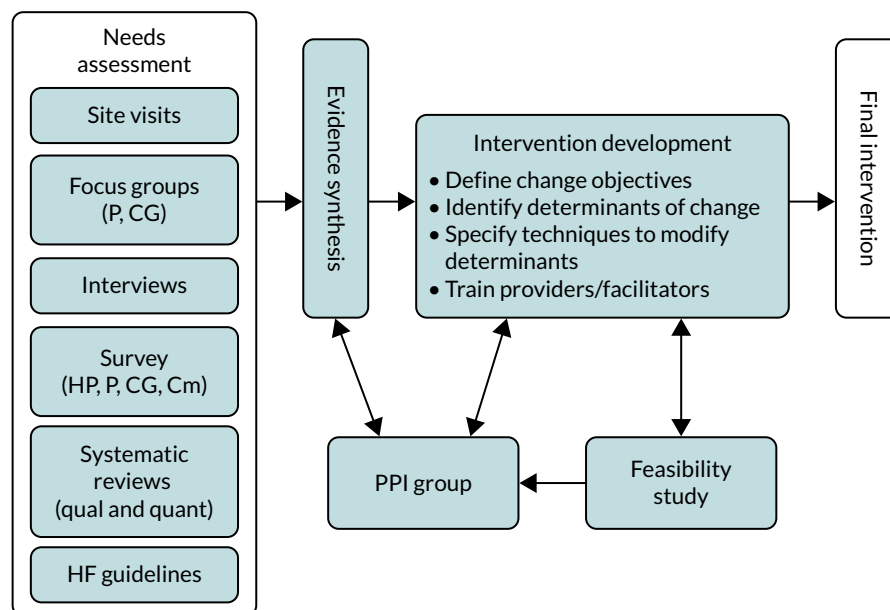 Needs
assessment
Site visits
Focus groups
(P, CG)
Interviews
Survey
(HP, P, CG, Cm)
Systematic
reviews
(qual and quant)
HF guidelines
Evidence synthesis
Intervention development
• Define change objectives
• Identify determinants of change
• Specify techniques to modify
determinants
• Train providers/facilitators
Final intervention
PPI group
Feasibility
study